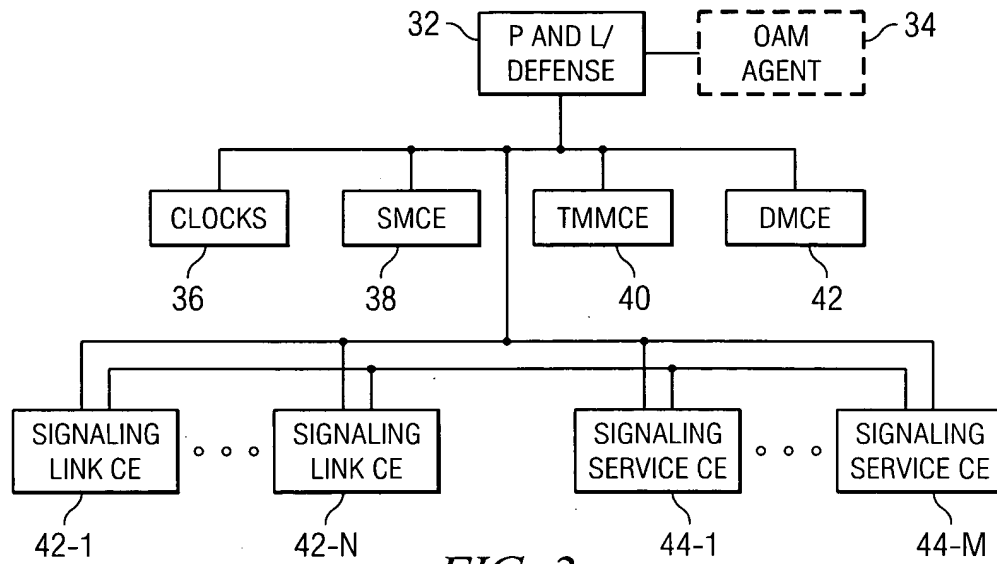 32
P AND L/
DEFENSE
OAM
AGENT
34
CLOCKS
SMCE
TMMCE
DMCE
36
38
40
42
SIGNALING
LINK CE
SIGNALING
LINK CE
SIGNALING
SERVICE CE
SIGNALING
SERVICE CE
42-1
42-N
44-1
44-M